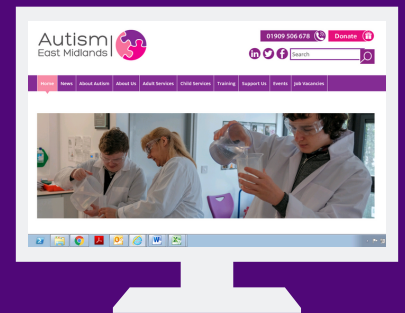 Autism
East Midlands
01909 506 678
Donate
Search
Home News About Autism About Us Adult Services Child Services Training Support Us Events Job Vacancies